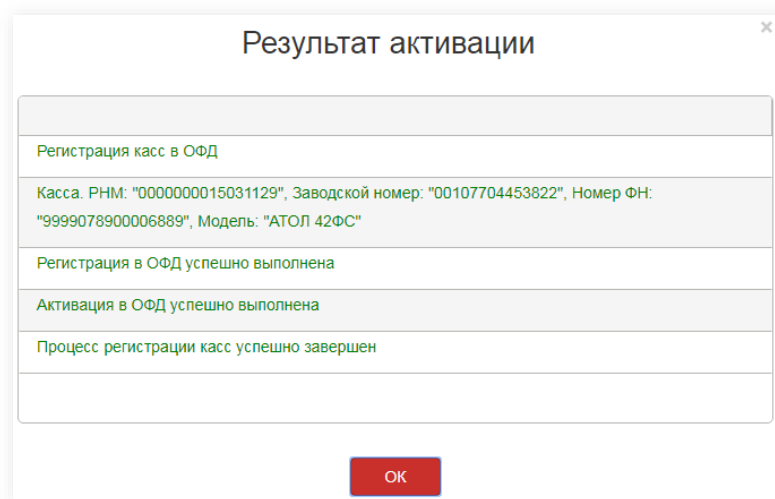 Результат активации
×
Регистрация касс в ОФД
Касса. РНМ: "0000000015031129", Заводской номер: "00107704453822", Номер ФН:
"9999078900006889", Модель: "АТОЛ 42ФС"
Регистрация в ОФД успешно выполнена
Активация в ОФД успешно выполнена
Процесс регистрации касс успешно завершен
ОК